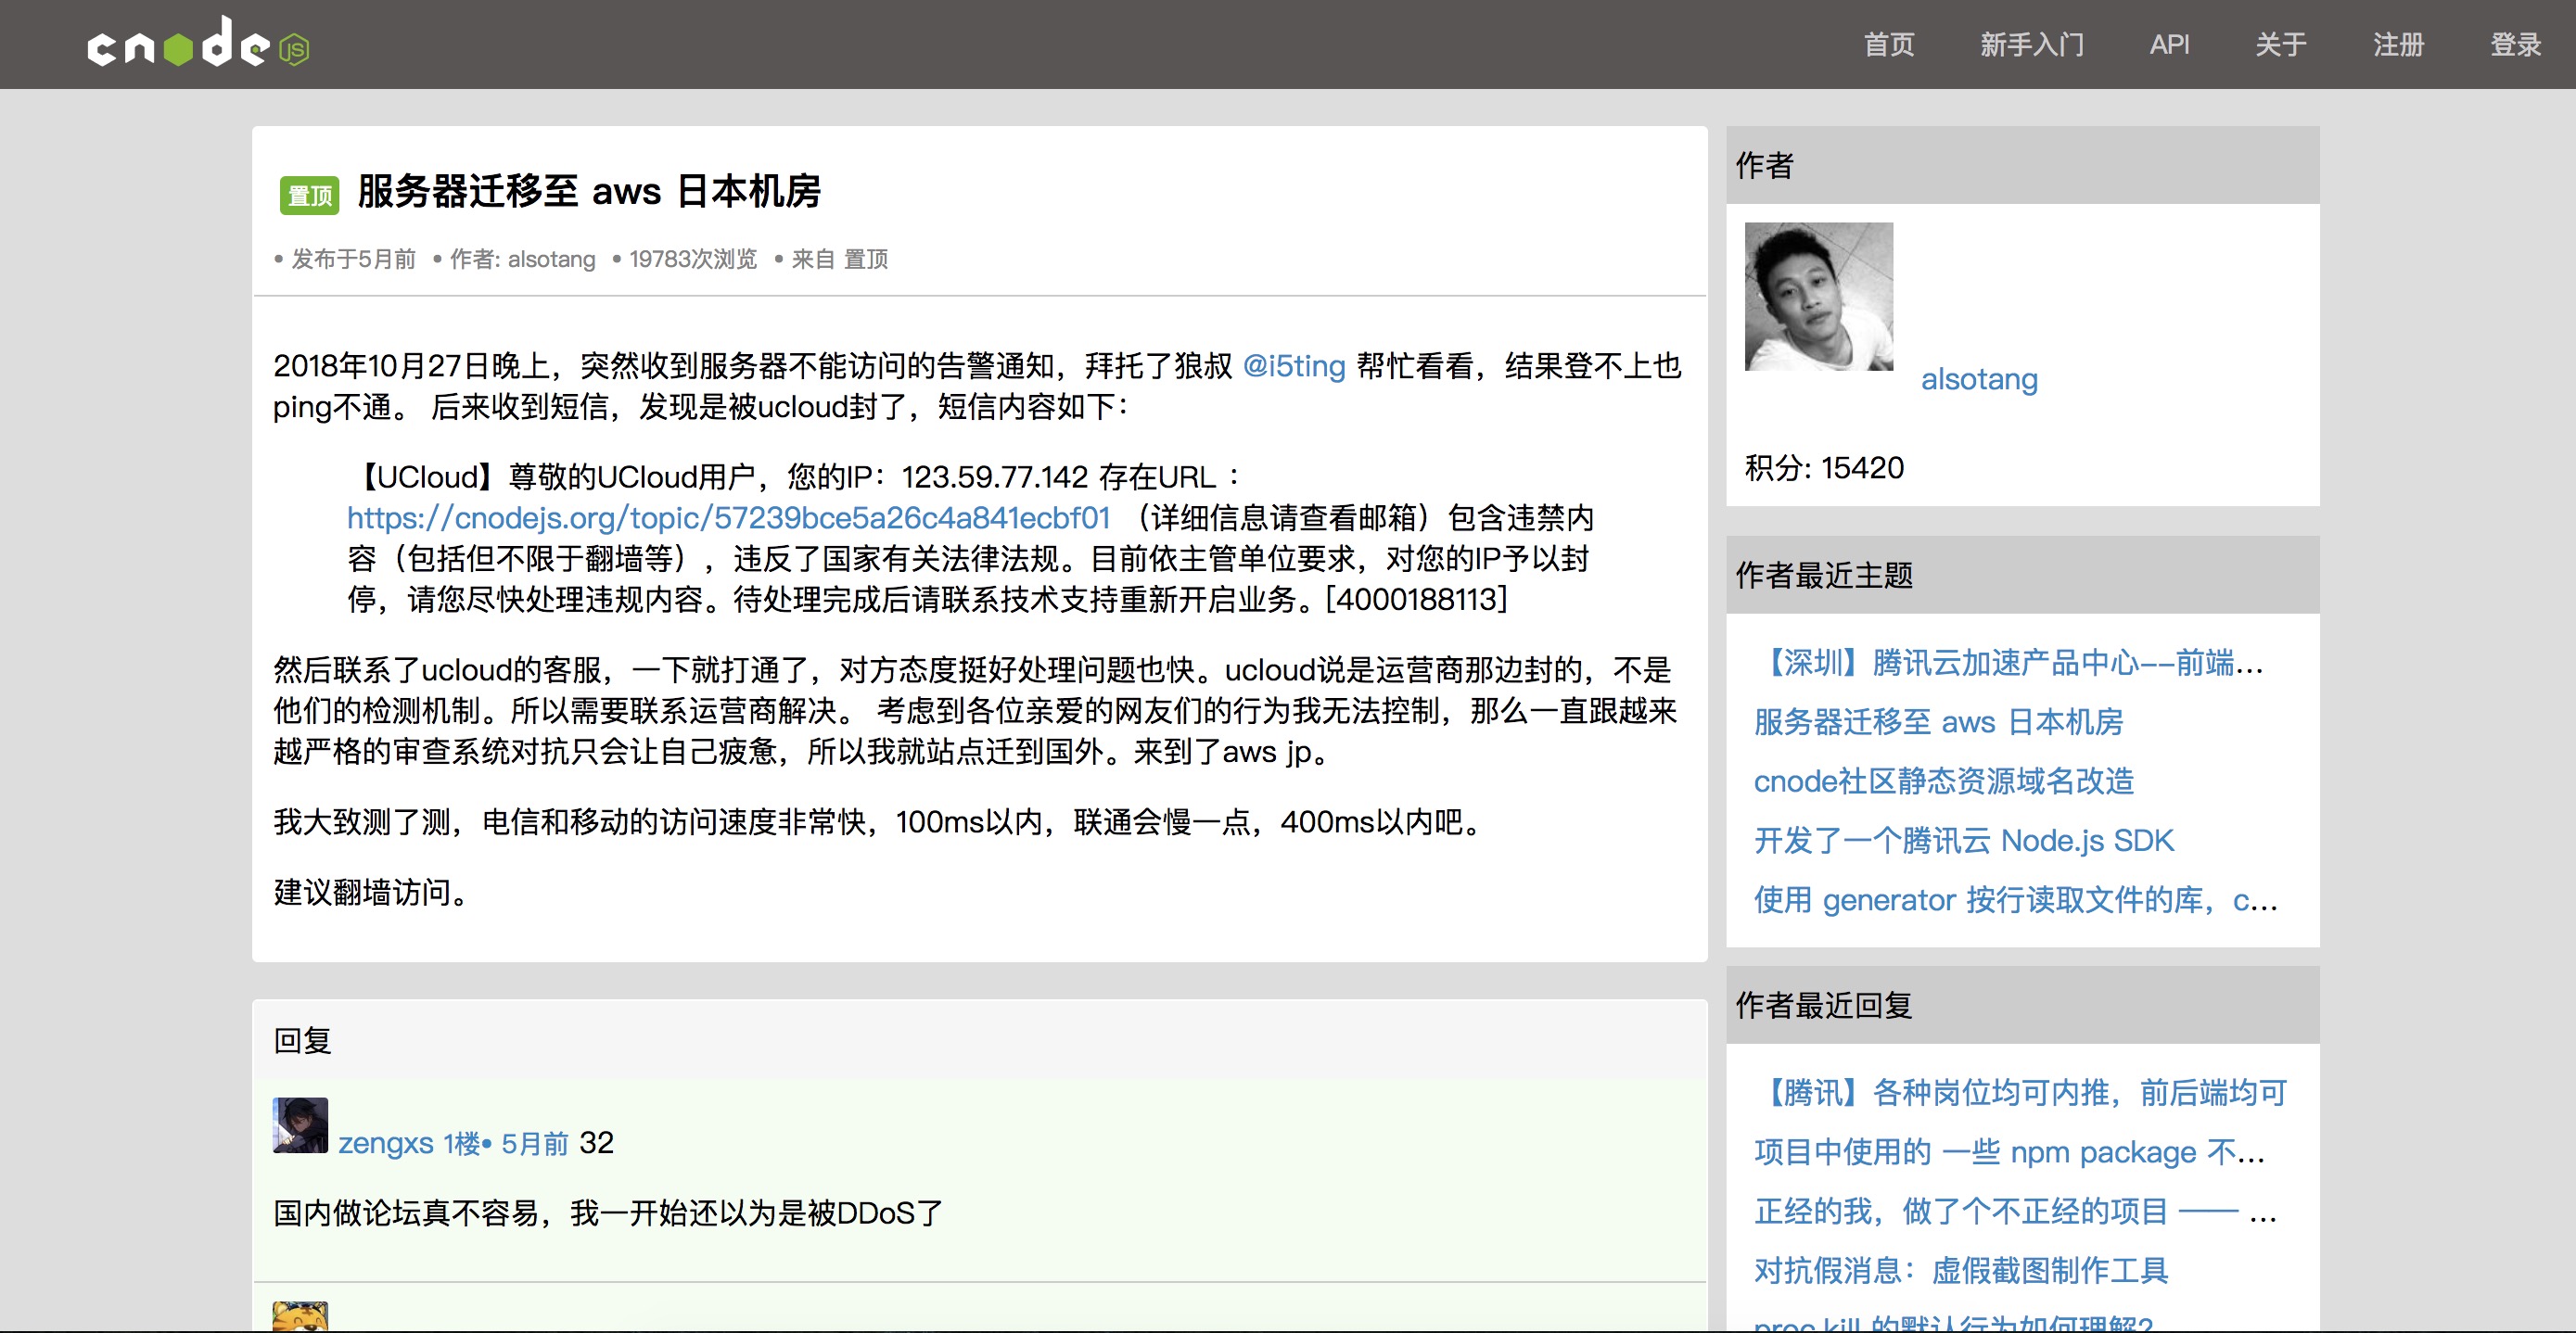 cnode JS
首页 新手入门 API 关于 注册 登录
置顶 服务器迁移至 aws 日本机房
• 发布于5月前 • 作者: alsotang • 19783次浏览 • 来自 置顶
2018年10月27日晚上，突然收到服务器不能访问的告警通知，拜托了狼叔 @i5ting 帮忙看看，结果登不上也
ping不通。 后来收到短信，发现是被ucloud封了，短信内容如下：
【UCloud】尊敬的UCloud用户，您的IP：123.59.77.142 存在URL ：
https://cnodejs.org/topic/57239bce5a26c4a841ecbf01 （详细信息请查看邮箱）包含违禁内
容（包括但不限于翻墙等），违反了国家有关法律法规。目前依主管单位要求，对您的IP予以封
停，请您尽快处理违规内容。待处理完成后请联系技术支持重新开启业务。[4000188113]
然后联系了ucloud的客服，一下就打通了，对方态度挺好处理问题也快。ucloud说是运营商那边封的，不是
他们的检测机制。所以需要联系运营商解决。 考虑到各位亲爱的网友们的行为我无法控制，那么一直跟越来
越严格的审查系统对抗只会让自己疲惫，所以我就站点迁到国外。来到了aws jp。
我大致测了测，电信和移动的访问速度非常快，100ms以内，联通会慢一点，400ms以内吧。
建议翻墙访问。
回复
zengxs 1楼• 5月前 32
国内做论坛真不容易，我一开始还以为是被DDoS了
作者
alsotang
积分: 15420
作者最近主题
【深圳】腾讯云加速产品中心--前端...
服务器迁移至 aws 日本机房
cnode社区静态资源域名改造
开发了一个腾讯云 Node.js SDK
使用 generator 按行读取文件的库，c...
作者最近回复
【腾讯】各种岗位均可内推，前后端均可
项目中使用的 一些 npm package 不...
正经的我，做了个不正经的项目 —— ...
对抗假消息：虚假截图制作工具
proc.kill 的默认行为如何理解?